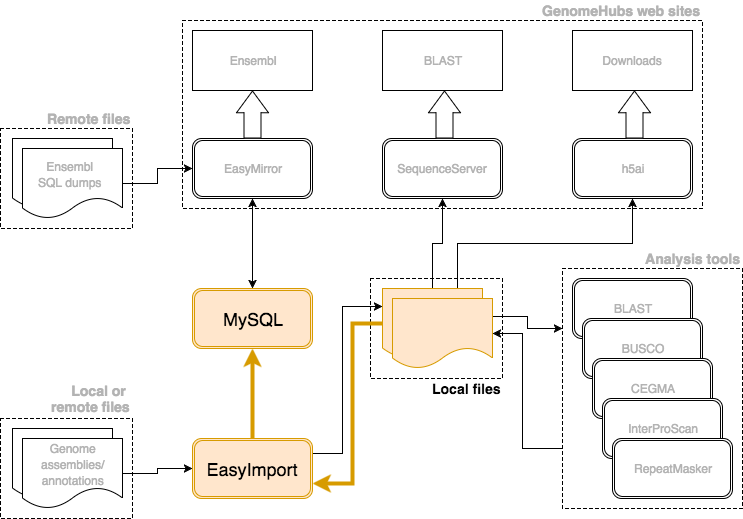 GenomeHubs web sites
Ensembl
BLAST
Downloads
Remote files
Ensembl
SQL dumps
EasyMirror
SequenceServer
h5ai
Analysis tools
MySQL
BLAST
BUSCO
CEGMA
InterProScan
RepeatMasker
Local files
Local or
remote files
Genome
assemblies/
annotations
EasyImport